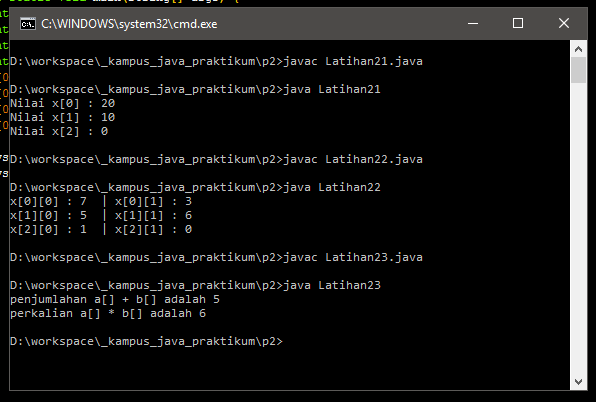 C:\WINDOWS\system32\cmd.exe
D:\workspace\_kampus_java_praktikum\p2>javac Latihan21.java
D:\workspace\_kampus_java_praktikum\p2>java Latihan21
Nilai x[0] : 20
Nilai x[1] : 10
Nilai x[2] : 0
D:\workspace\_kampus_java_praktikum\p2>javac Latihan22.java
D:\workspace\_kampus_java_praktikum\p2>java Latihan22
x[0][0] : 7  | x[0][1] : 3
x[1][0] : 5  | x[1][1] : 6
x[2][0] : 1  | x[2][1] : 0
D:\workspace\_kampus_java_praktikum\p2>javac Latihan23.java
D:\workspace\_kampus_java_praktikum\p2>java Latihan23
penjumlahan a[] + b[] adalah 5
perkalian a[] * b[] adalah 6
D:\workspace\_kampus_java_praktikum\p2>